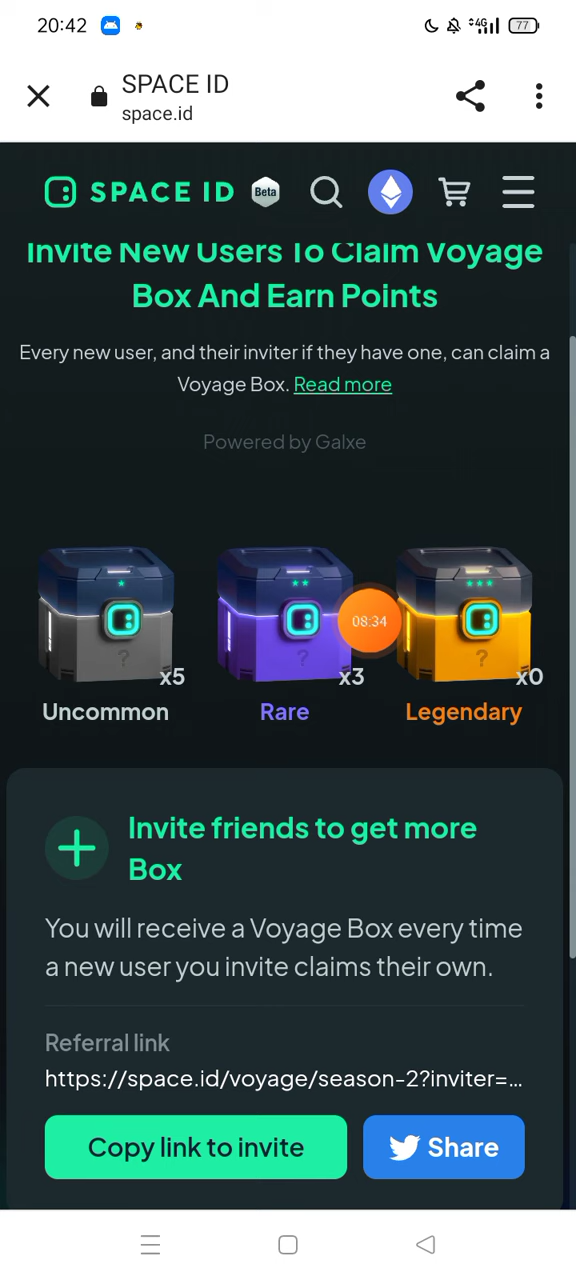 20:42
4G
77
SPACE ID
space.id
SPACE ID Beta
Invite New Users To Claim Voyage
Box And Earn Points
Every new user, and their inviter if they have one, can claim a
Voyage Box. Read more
Powered by Galxe
08:34
? ? ?
x5 x3 x0
Uncommon Rare Legendary
Invite friends to get more
Box
You will receive a Voyage Box every time
a new user you invite claims their own.
Referral link
https://space.id/voyage/season-2?inviter=...
Copy link to invite Share